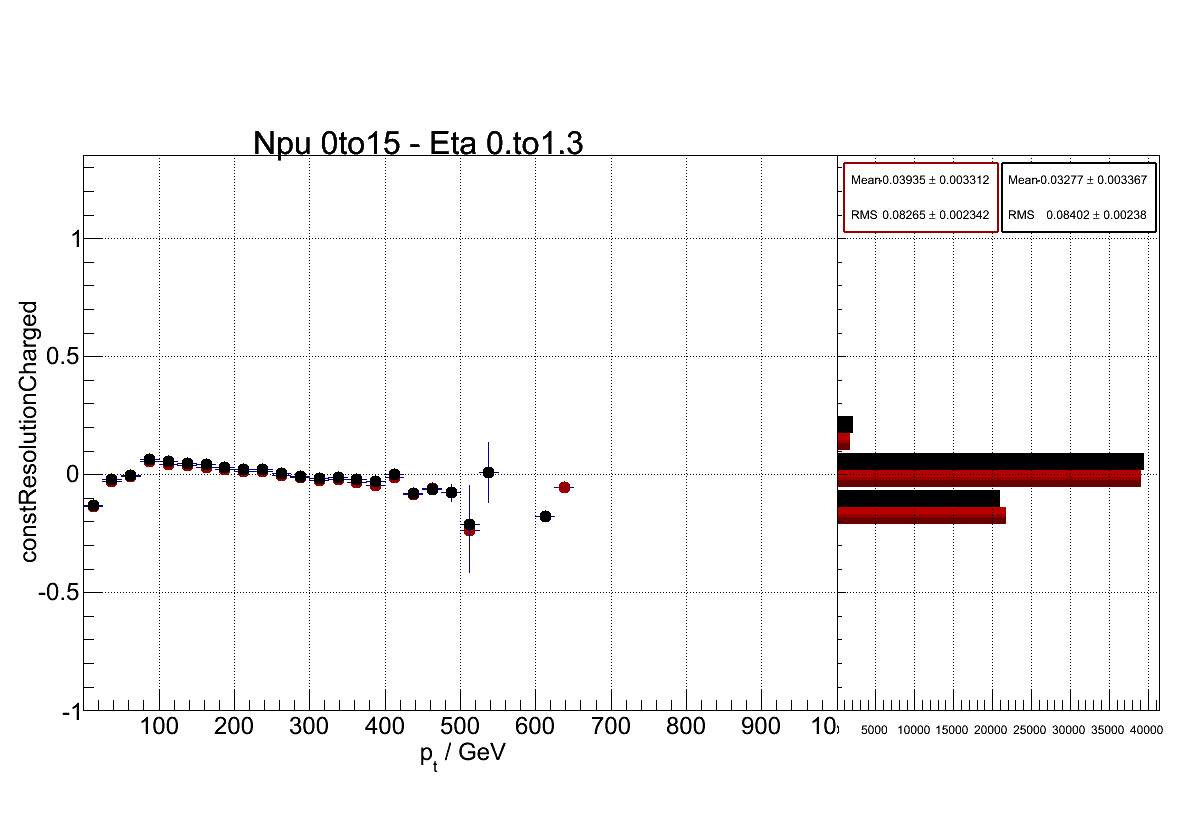 Npu 0to15 - Eta 0.to1.3
Mean-0.03935 ± 0.003312
RMS 0.08265 ± 0.002342
Mean-0.03277 ± 0.003367
RMS 0.08402 ± 0.00238
constResolutionCharged
1
0.5
0
-0.5
-1
100 200 300 400 500 600 700 800 900 10
5000 10000 15000 20000 25000 30000 35000 40000
pt / GeV